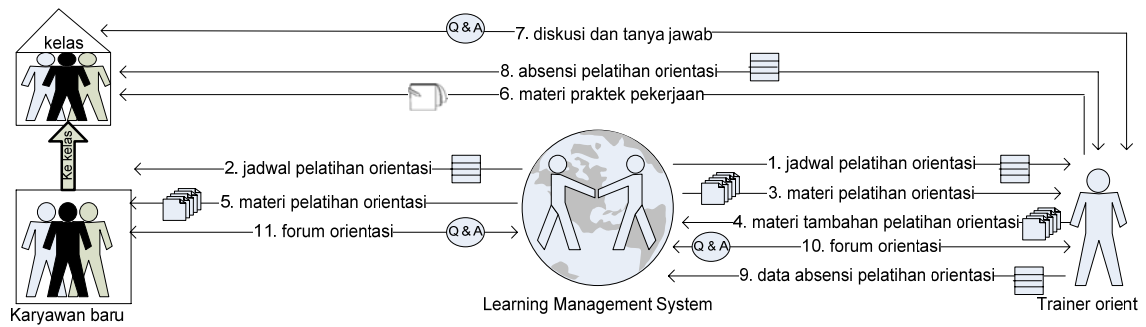 Q & A
7. diskusi dan tanya jawab
kelas
8. absensi pelatihan orientasi
6. materi praktek pekerjaan
Ke kelas
2. jadwal pelatihan orientasi
1. jadwal pelatihan orientasi
3. materi pelatihan orientasi
5. materi pelatihan orientasi
4. materi tambahan pelatihan orientasi
11. forum orientasi
Q & A
Q & A
10. forum orientasi
9. data absensi pelatihan orientasi
Learning Management System
Trainer orient
Karyawan baru